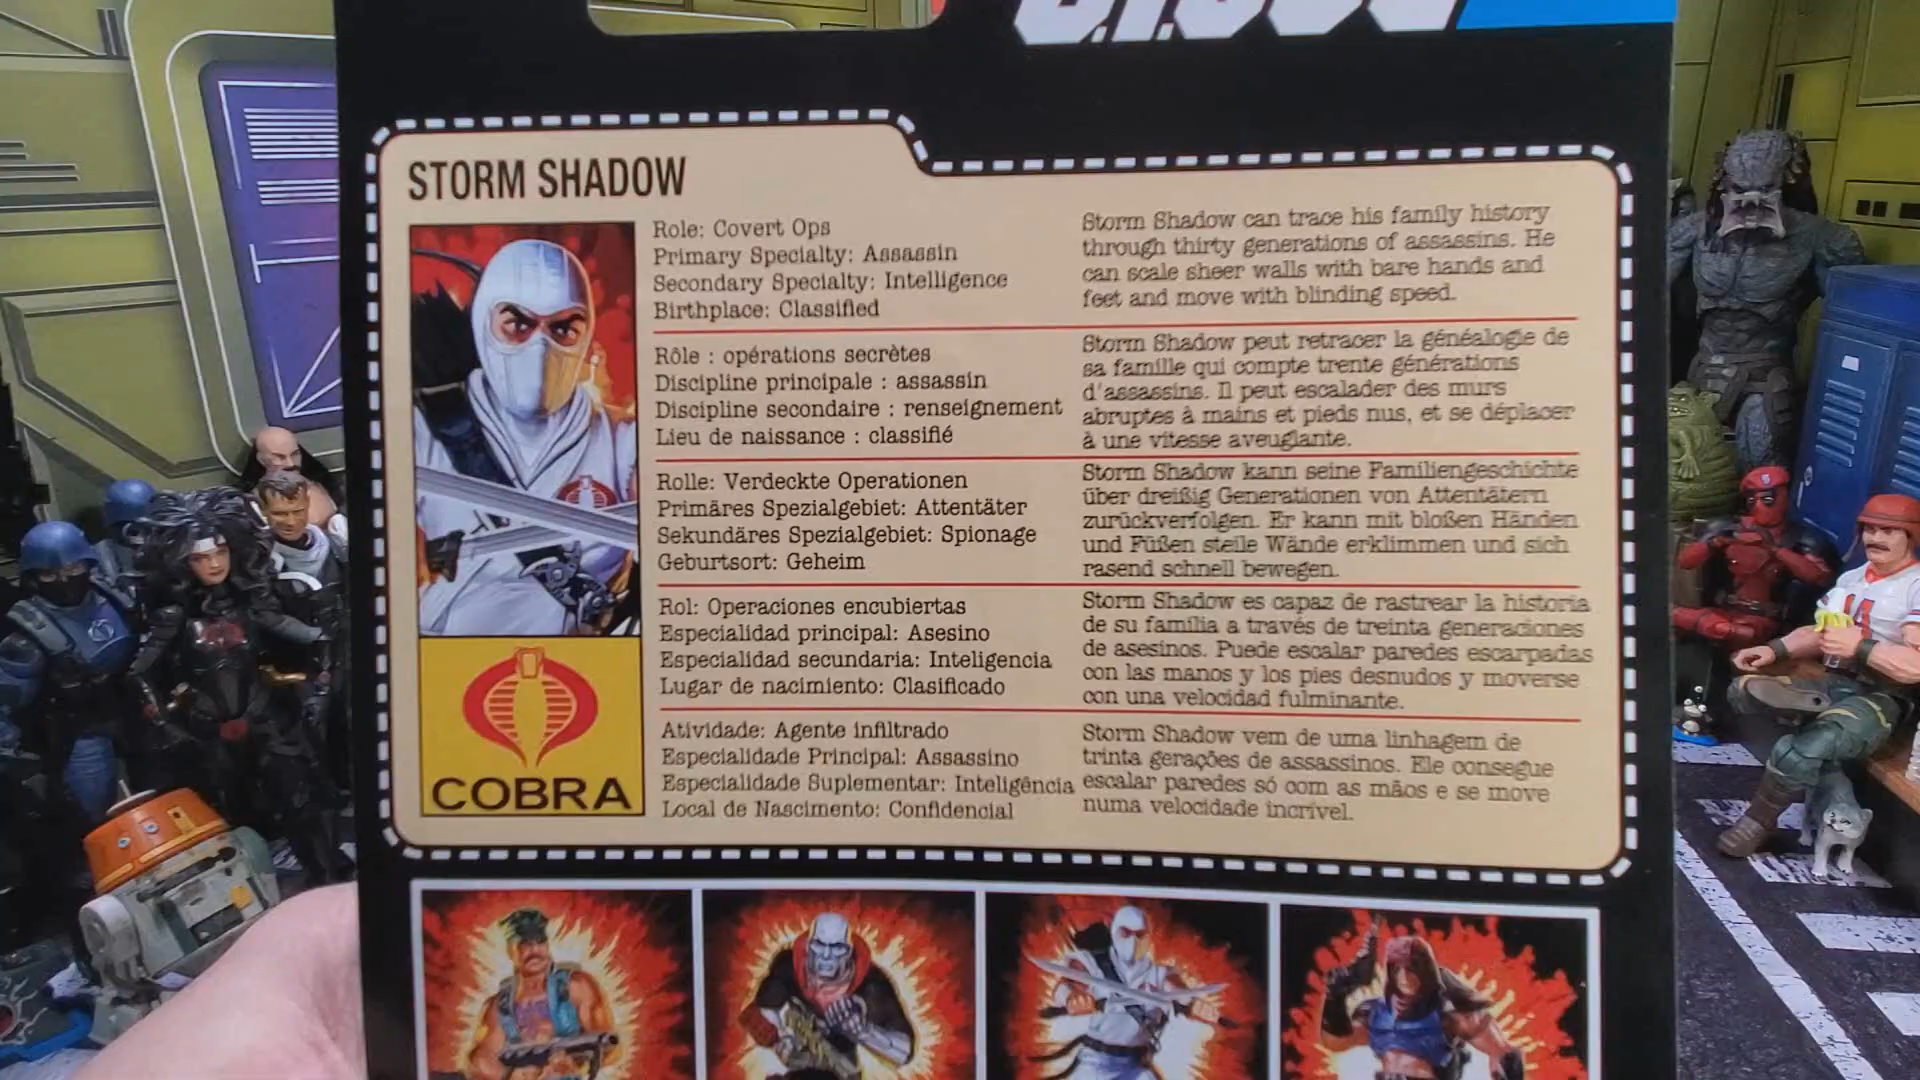 G.I. JOE
STORM SHADOW
Role: Covert Ops
Primary Specialty: Assassin
Secondary Specialty: Intelligence
Birthplace: Classified
Storm Shadow can trace his family history
through thirty generations of assassins. He
can scale sheer walls with bare hands and
feet and move with blinding speed.
Rôle : opérations secrètes
Discipline principale : assassin
Discipline secondaire : renseignement
Lieu de naissance : classifié
Storm Shadow peut retracer la généalogie de
sa famille qui compte trente générations
d'assassins. Il peut escalader des murs
abruptes à mains et pieds nus, et se déplacer
à une vitesse aveuglante.
Rolle: Verdeckte Operationen
Primäres Spezialgebiet: Attentäter
Sekundäres Spezialgebiet: Spionage
Geburtsort: Geheim
Storm Shadow kann seine Familiengeschichte
über dreißig Generationen von Attentätern
zurückverfolgen. Er kann mit bloßen Händen
und Füßen steile Wände erklimmen und sich
rasend schnell bewegen.
Rol: Operaciones encubiertas
Especialidad principal: Asesino
Especialidad secundaria: Inteligencia
Lugar de nacimiento: Clasificado
Storm Shadow es capaz de rastrear la historia
de su familia a través de treinta generaciones
de asesinos. Puede escalar paredes escarpadas
con las manos y los pies desnudos y moverse
con una velocidad fulminante.
Atividade: Agente infiltrado
Especialidade Principal: Assassino
Especialidade Suplementar: Inteligência
Local de Nascimento: Confidencial
Storm Shadow vem de uma linhagem de
trinta gerações de assassinos. Ele consegue
escalar paredes só com as mãos e se move
numa velocidade incrível.
COBRA
14